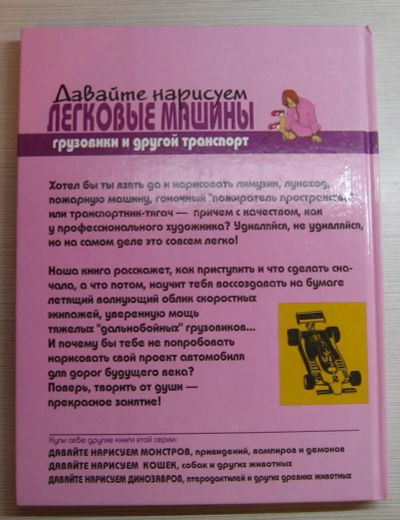 Давайте нарисуем
ЛЕГКОВЫЕ МАШИНЫ
грузовики и другой транспорт
Хотел бы ты взять да и нарисовать лимузин, луноход,
пожарную машину, гоночный "пожиратель пространства"
или транспортник-тягач — причем с качеством, как
у профессионального художника? Удивляйся, не удивляйся,
но на самом деле это совсем легко!
Наша книга расскажет, как приступить и что сделать сна-
чала, а что потом, научит тебя воссоздавать на бумаге
летящий волнующий облик скоростных
экипажей, уверенную мощь
тяжелых "дальнобойных" грузовиков...
И почему бы тебе не попробовать
нарисовать свой проект автомобиля
для дорог будущего века?
Поверь, творить от души —
прекрасное занятие!
Купи себе другие книги этой серии:
ДАВАЙТЕ НАРИСУЕМ МОНСТРОВ, привидений, вампиров и демонов
ДАВАЙТЕ НАРИСУЕМ КОШЕК, собак и других животных
ДАВАЙТЕ НАРИСУЕМ ДИНОЗАВРОВ, птеродактилей и других древних животных
2